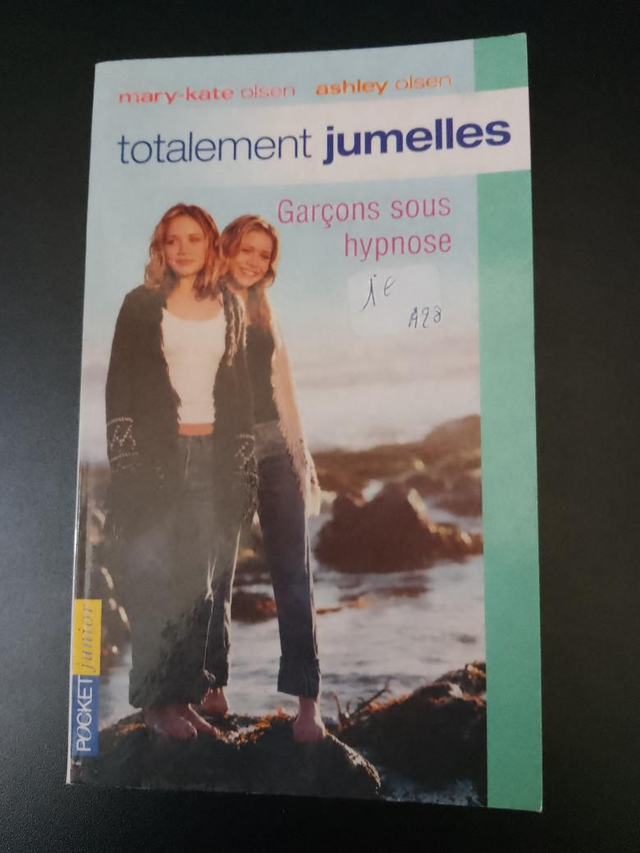 mary-kate olsen ashley olsen
totalement jumelles
Garçons sous
hypnose
1€
A28
POCKET junior